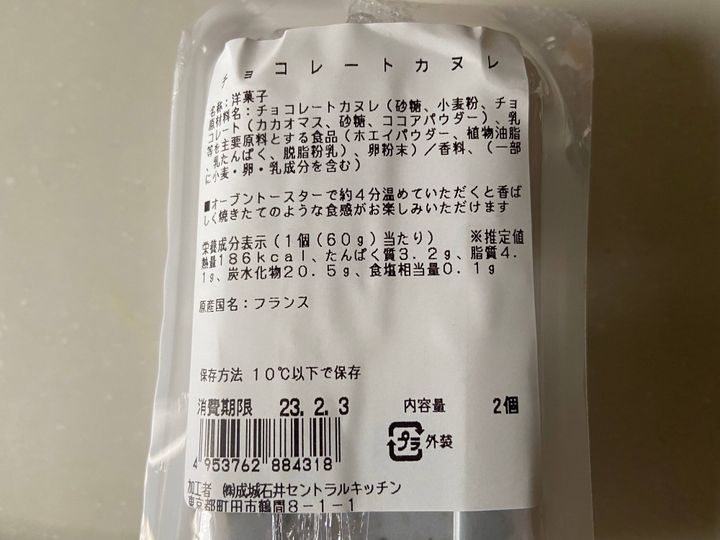 チョコレートカヌレ
名称：洋菓子
原材料名：チョコレートカヌレ（砂糖、小麦粉、チョ
コレート（カカオマス、砂糖、ココアパウダー）、乳
等を主要原料とする食品（ホエイパウダー、植物油脂
、乳たんぱく、脱脂粉乳）、卵粉末）／香料、（一部
に小麦・卵・乳成分を含む）
■オーブントースターで約４分温めていただくと香ば
しく焼きたてのような食感がお楽しみいただけます
栄養成分表示（１個（６０ｇ）当たり） ※推定値
熱量１８６ｋｃａｌ、たんぱく質３．２ｇ、脂質４．
１ｇ、炭水化物２０．５ｇ、食塩相当量０．１ｇ
原産国名：フランス
保存方法 １０℃以下で保存
消費期限 23.2.3 内容量 2個
プラ 外装
4 953762 884318
加工者 ㈱成城石井セントラルキッチン
東京都町田市鶴間８－１－１